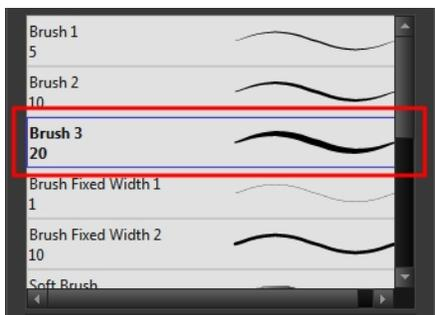 Brush 1
5
Brush 2
10
Brush 3
20
Brush Fixed Width 1
1
Brush Fixed Width 2
10
Soft Brush